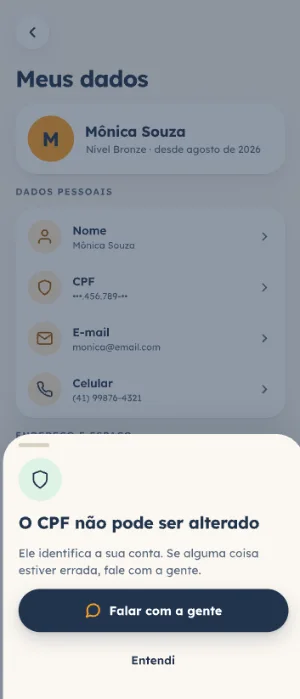 Meus dados
M
Mônica Souza
Nível Bronze · desde agosto de 2026
DADOS PESSOAIS
Nome
Mônica Souza
CPF
•••.456.789-••
E-mail
monica@email.com
Celular
(41) 99876-4321
O CPF não pode ser alterado
Ele identifica a sua conta. Se alguma coisa
estiver errada, fale com a gente.
Falar com a gente
Entendi